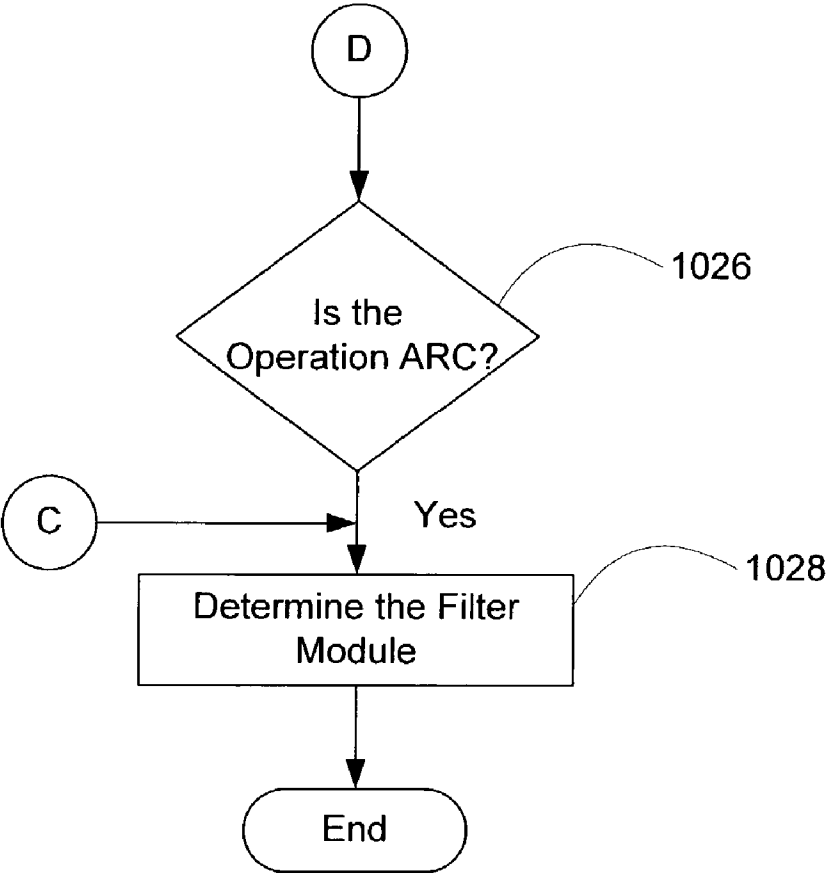 D
1026
Is the
Operation ARC?
C
Yes
1028
Determine the Filter
Module
End